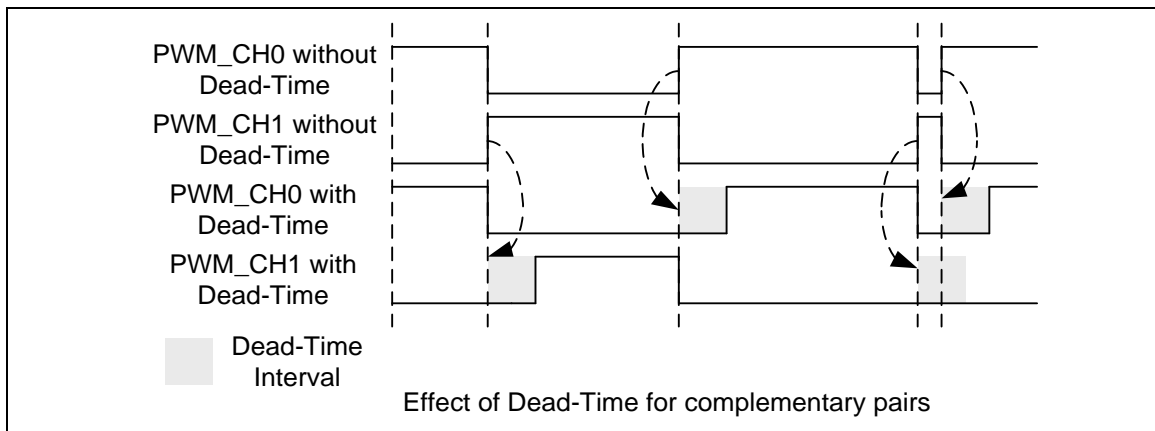 PWM_CH0 without
Dead-Time
PWM_CH1 without
Dead-Time
PWM_CH0 with
Dead-Time
PWM_CH1 with
Dead-Time
Dead-Time
Interval
Effect of Dead-Time for complementary pairs